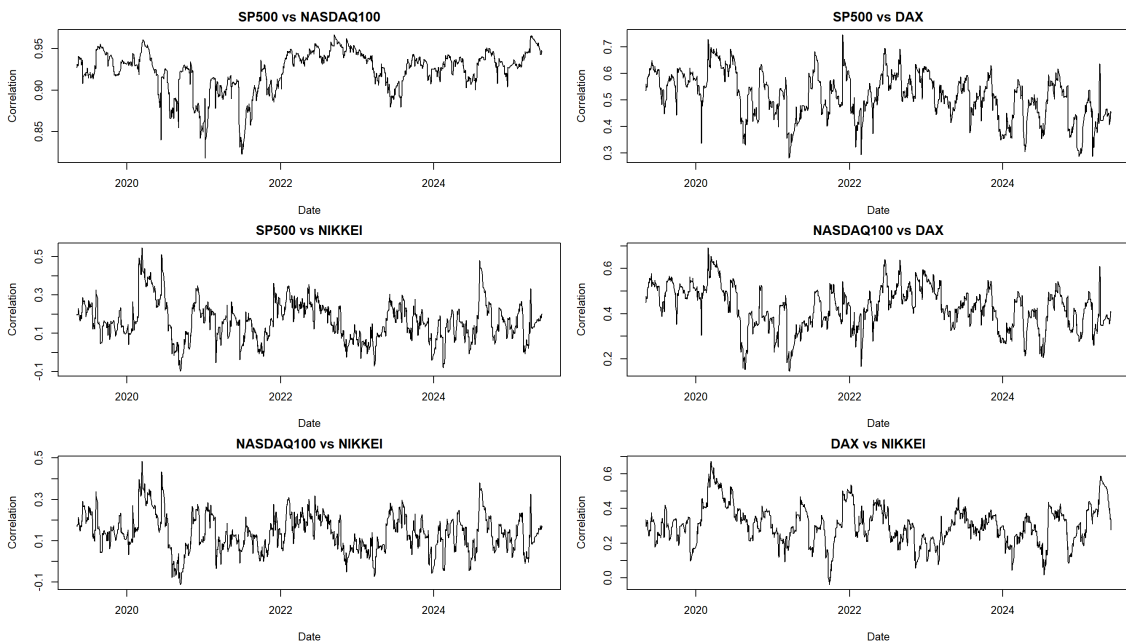 SP500 vs NASDAQ100
Correlation
0.95
0.90
0.85
2020
2022
2024
Date
SP500 vs DAX
Correlation
0.7
0.6
0.5
0.4
0.3
2020
2022
2024
Date
SP500 vs NIKKEI
Correlation
0.5
0.3
0.1
-0.1
2020
2022
2024
Date
NASDAQ100 vs DAX
Correlation
0.6
0.4
0.2
2020
2022
2024
Date
NASDAQ100 vs NIKKEI
Correlation
0.5
0.3
0.1
-0.1
2020
2022
2024
Date
DAX vs NIKKEI
Correlation
0.6
0.4
0.2
0.0
2020
2022
2024
Date